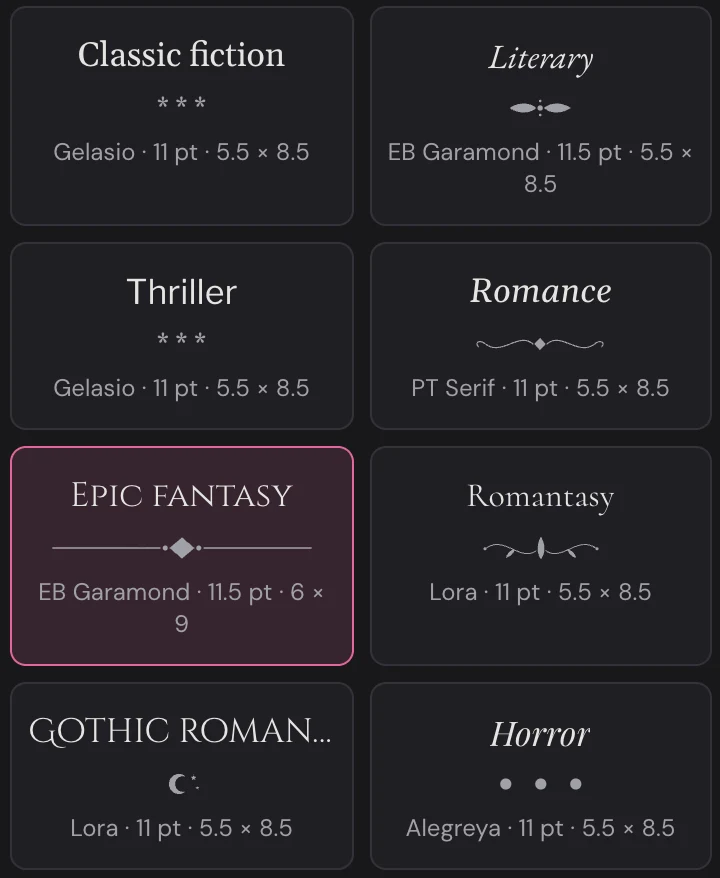 Classic fiction
***
Gelasio · 11 pt · 5.5 × 8.5
Literary
EB Garamond · 11.5 pt · 5.5 ×
8.5
Thriller
***
Gelasio · 11 pt · 5.5 × 8.5
Romance
PT Serif · 11 pt · 5.5 × 8.5
Epic fantasy
EB Garamond · 11.5 pt · 6 ×
9
Romantasy
Lora · 11 pt · 5.5 × 8.5
GOTHIC ROMAN...
Lora · 11 pt · 5.5 × 8.5
Horror
Alegreya · 11 pt · 5.5 × 8.5